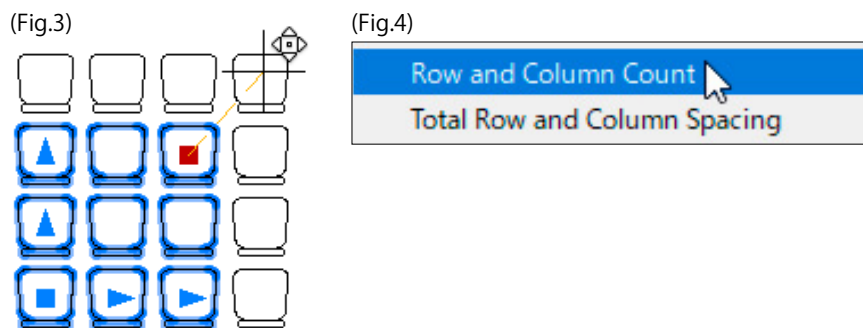 (Fig.3)
(Fig.4)
Row and Column Count
Total Row and Column Spacing